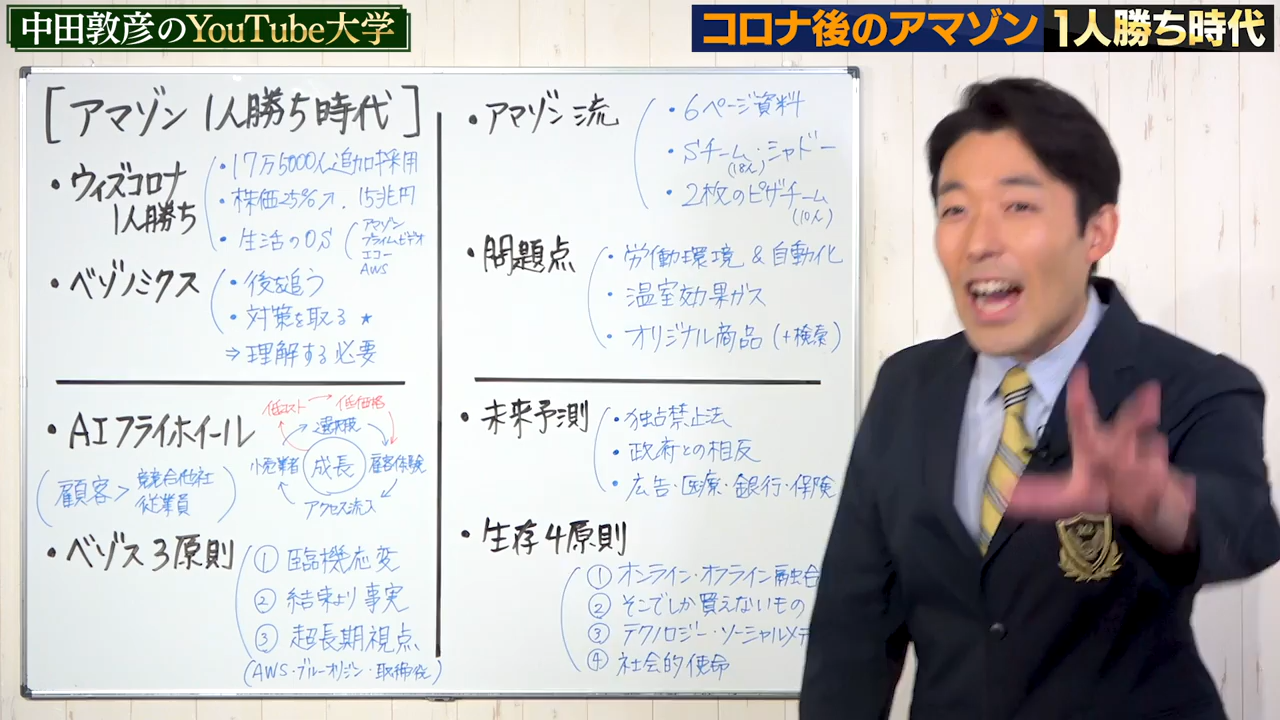 中田敦彦のYouTube大学
コロナ後のアマゾン 1人勝ち時代
[アマゾン 1人勝ち時代]
・ウィズコロナ
1人勝ち
・17万5000人追加採用
・株価25%↗. 15兆円
・生活のOS
アマゾン
プライムビデオ
エコー
AWS
・ベゾノミクス
・後を追う
・対策を取る ★
⇒理解する必要
・AIフライホイール
(顧客>
競合他社
従業員)
低コスト→低価格
選択肢
小売業者
成長
顧客体験
アクセス流入
・ベゾス3原則
① 臨機応変
② 結束より事実
③ 超長期視点
(AWS・ブルーオリジン・取締役)
・アマゾン流
・6ページ資料
・Sチーム・シャドー
(18人)
・2枚のピザチーム
(10人)
・問題点
・労働環境&自動化
・温室効果ガス
・オリジナル商品(+検索)
・未来予測
・独占禁止法
・政府との相反
・広告・医療・銀行・保険
・生存4原則
① オンライン・オフライン融合
② そこでしか買えないもの
③ テクノロジー・ソーシャルメデ
④ 社会的使命